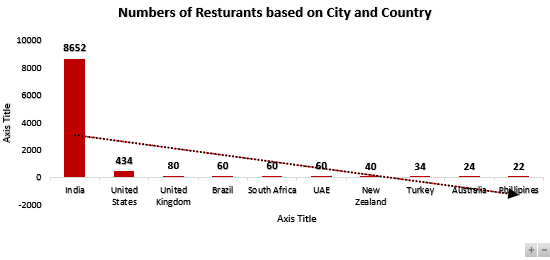 Numbers of Resturants based on City and Country
10000
8000
6000
4000
2000
0
-2000
Axis Title
8652
434
80
60
60
60
40
34
24
22
India
United
States
United
Kingdom
Brazil
South Africa
UAE
New
Zealand
Turkey
Australia
Phillipines
Axis Title
+ −